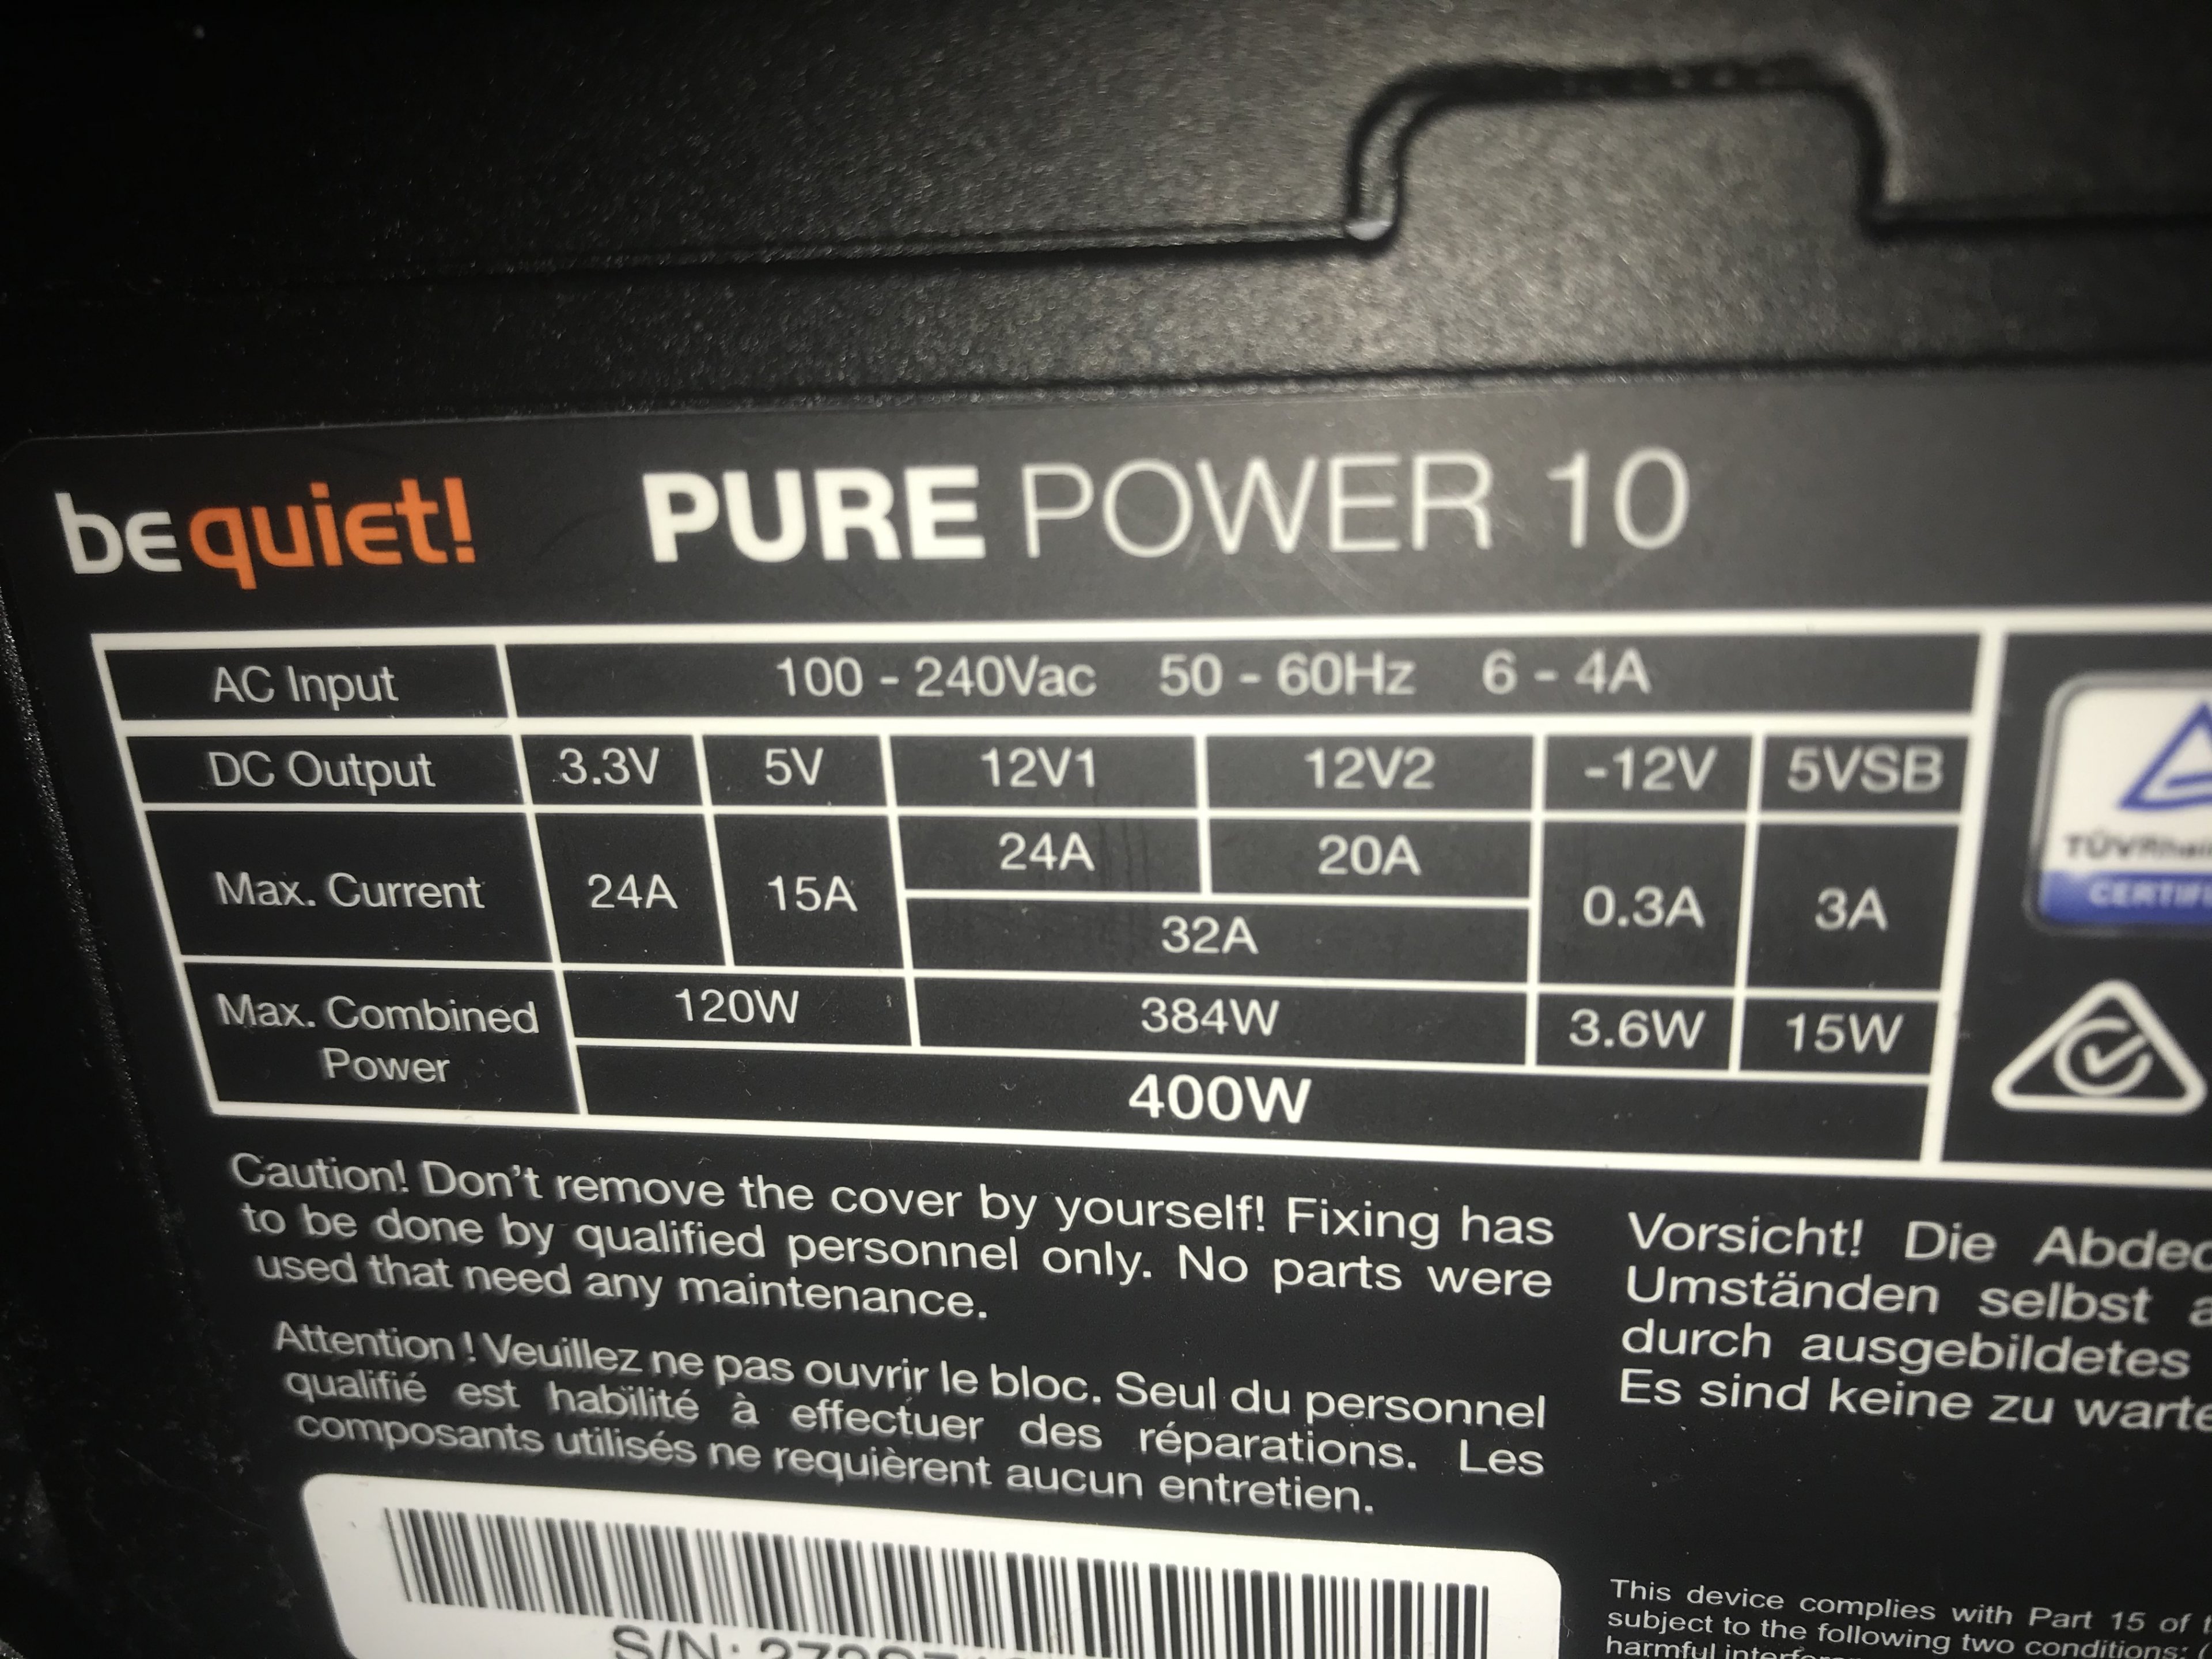 be quiet! PURE POWER 10
AC Input 100 - 240Vac 50 - 60Hz 6 - 4A
DC Output 3.3V 5V 12V1 12V2 -12V 5VSB
Max. Current 24A 15A 24A 20A 0.3A 3A
32A
Max. Combined Power 120W 384W 3.6W 15W
400W
CERTIF
Caution! Don't remove the cover by yourself! Fixing has
to be done by qualified personnel only. No parts were
used that need any maintenance.
Attention ! Veuillez ne pas ouvrir le bloc. Seul du personnel
qualifié est habilité à effectuer des réparations. Les
composants utilisés ne requièrent aucun entretien.
Vorsicht! Die Abdec
Umständen selbst a
durch ausgebildetes
Es sind keine zu warte
S/N:
This device complies with Part 15 of
subject to the following two conditions: (
harmful interfer